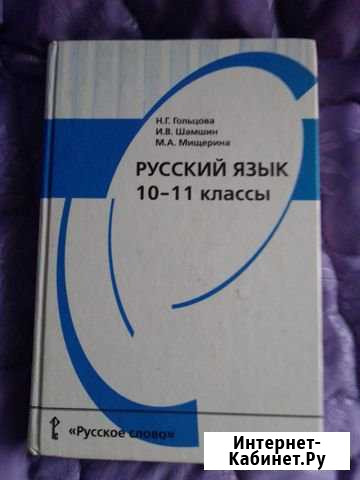 Н.Г. Гольцова
И.В. Шамшин
М.А. Мищерина
РУССКИЙ ЯЗЫК
10-11 классы
«Русское слово»
Интернет-
Кабинет.Ру